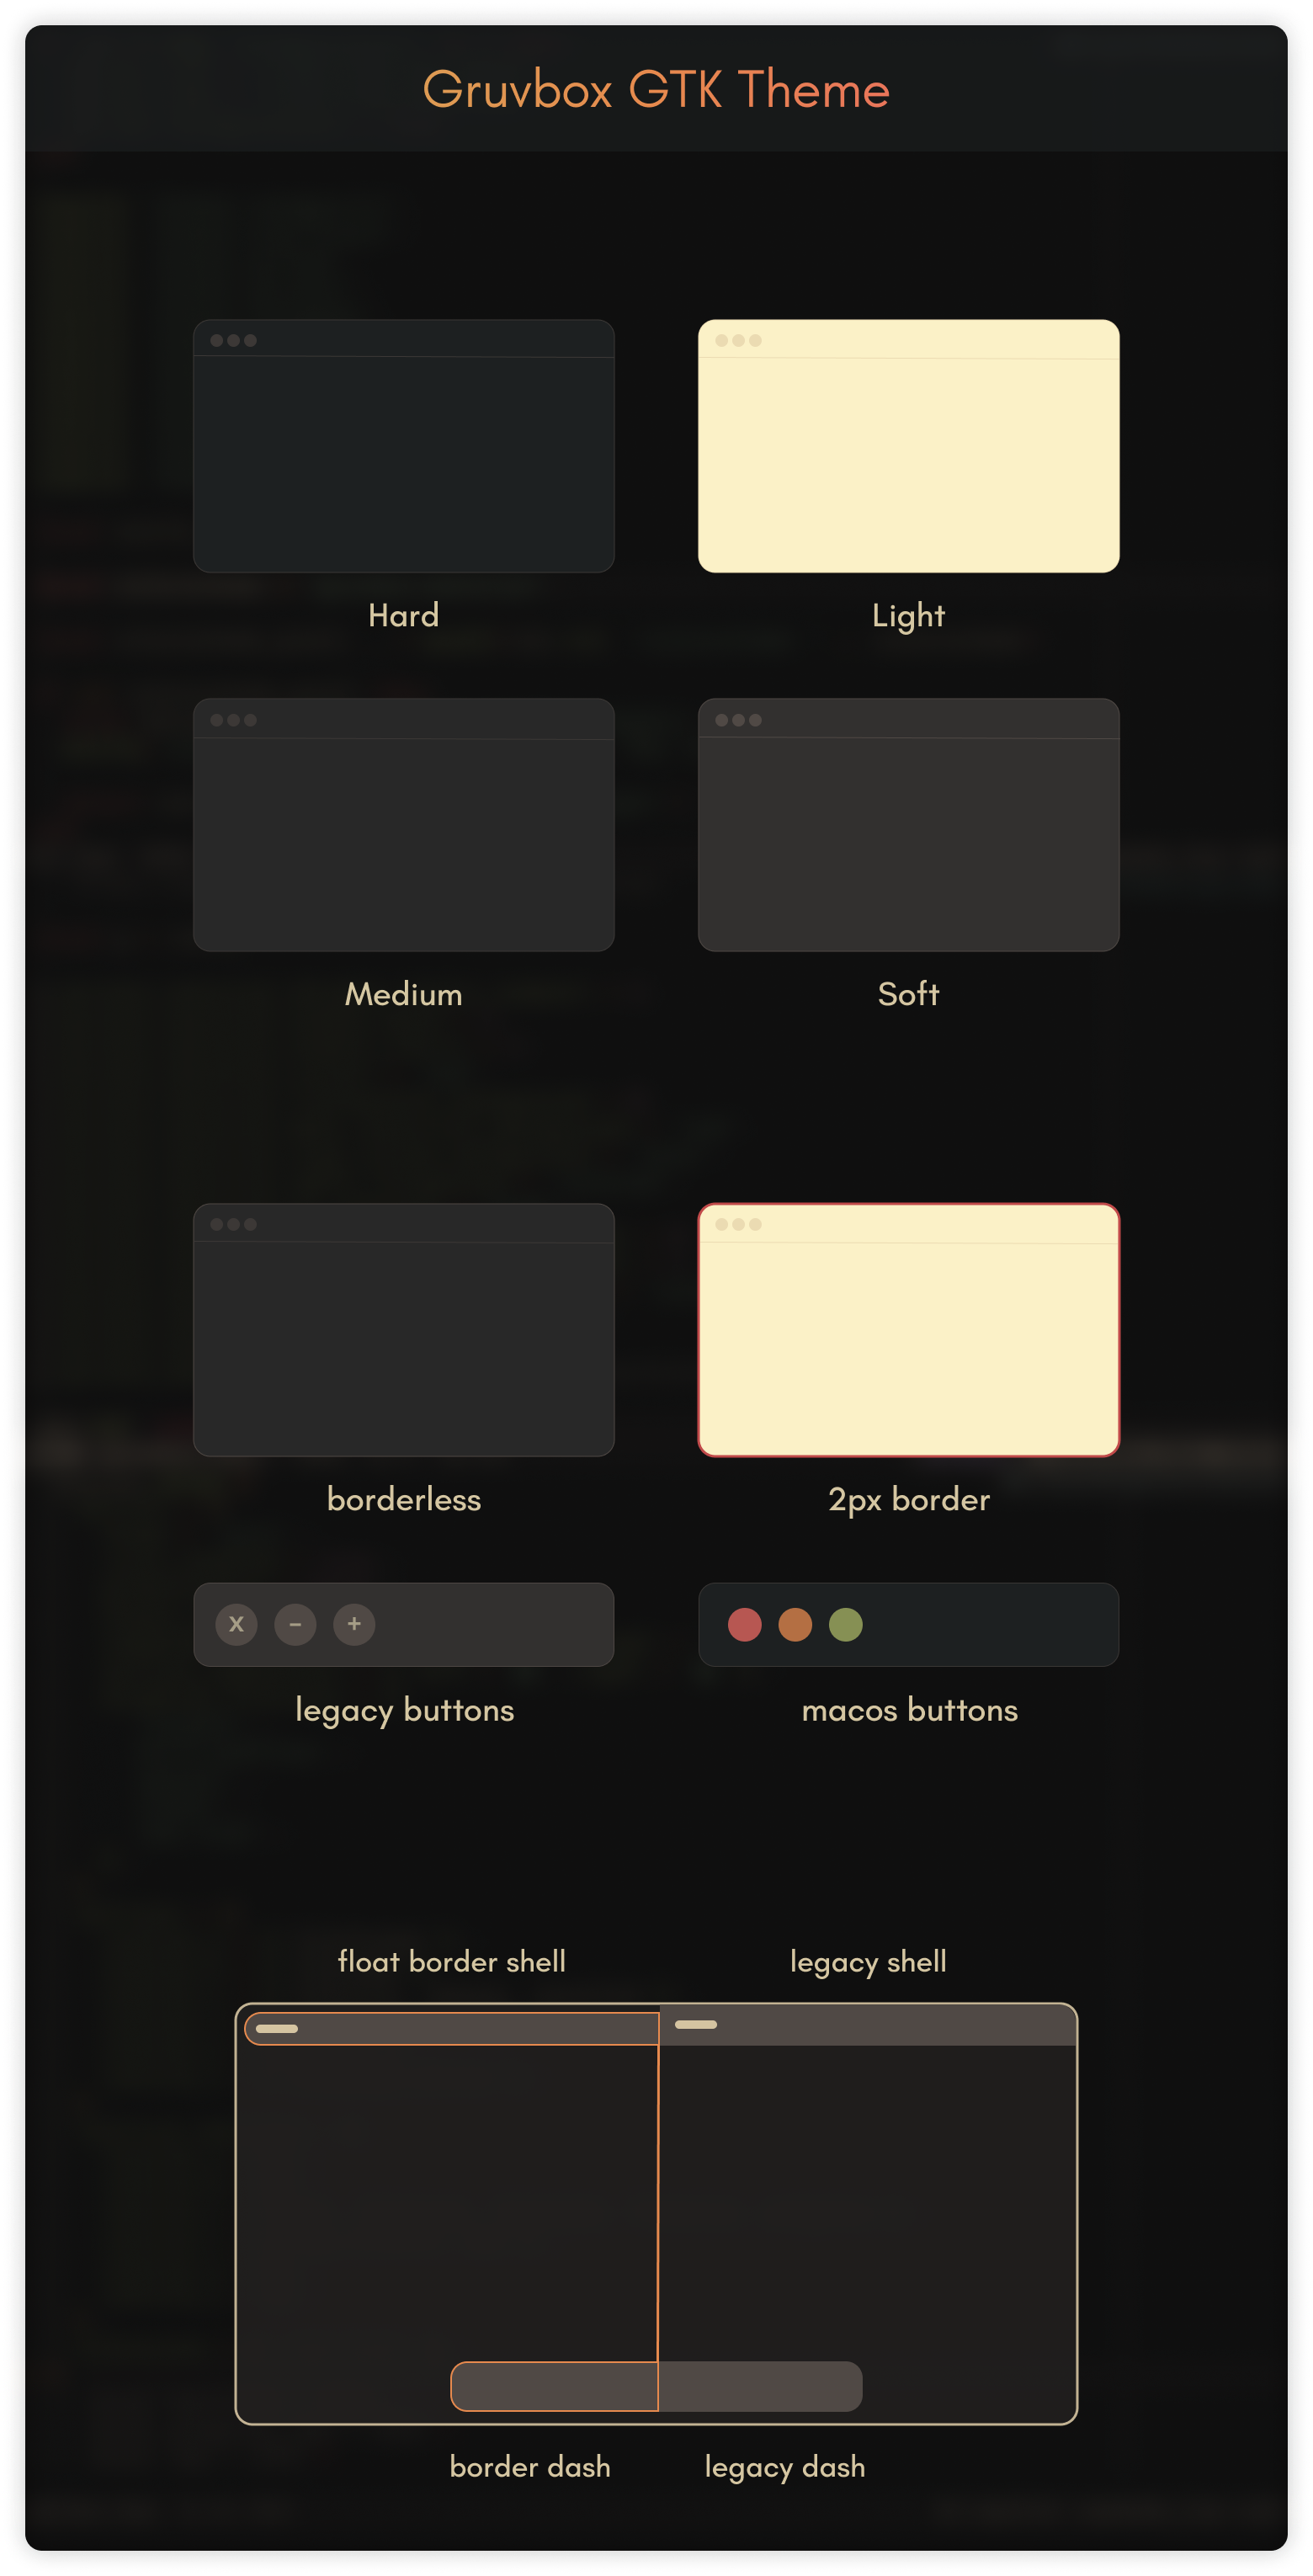 Gruvbox GTK Theme
Hard
Light
Medium
Soft
borderless
2px border
X − +
legacy buttons
macos buttons
float border shell
legacy shell
border dash
legacy dash